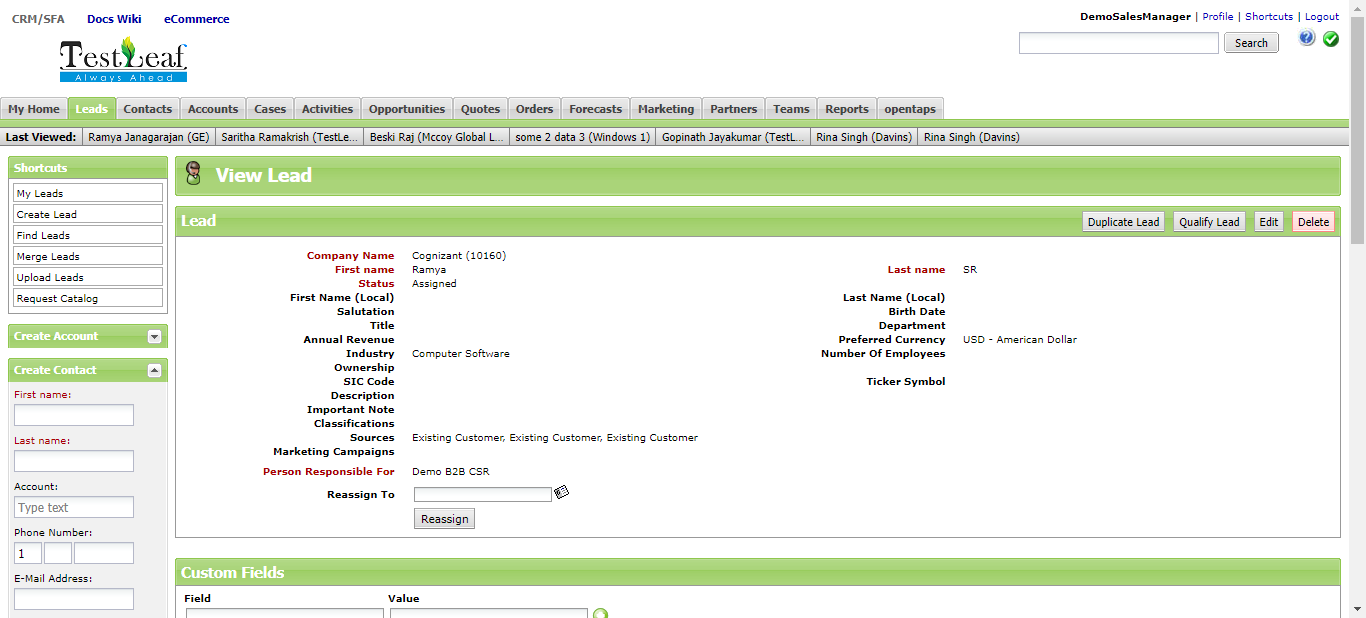 CRM/SFA Docs Wiki eCommerce
DemoSalesManager | Profile | Shortcuts | Logout
TestLeaf
Always Ahead
Search
My Home Leads Contacts Accounts Cases Activities Opportunities Quotes Orders Forecasts Marketing Partners Teams Reports opentaps
Last Viewed: Ramya Janagarajan (GE) Saritha Ramakrish (TestLe... Beski Raj (Mccoy Global L... some 2 data 3 (Windows 1) Gopinath Jayakumar (TestL... Rina Singh (Davins) Rina Singh (Davins)
Shortcuts
My Leads
Create Lead
Find Leads
Merge Leads
Upload Leads
Request Catalog
Create Account
Create Contact
First name:
Last name:
Account:
Type text
Phone Number:
1
E-Mail Address:
View Lead
Lead Duplicate Lead Qualify Lead Edit Delete
Company Name Cognizant (10160)
First name Ramya Last name SR
Status Assigned
First Name (Local) Last Name (Local)
Salutation Birth Date
Title Department
Annual Revenue Preferred Currency USD - American Dollar
Industry Computer Software Number Of Employees
Ownership
SIC Code Ticker Symbol
Description
Important Note
Classifications
Sources Existing Customer, Existing Customer, Existing Customer
Marketing Campaigns
Person Responsible For Demo B2B CSR
Reassign To
Reassign
Custom Fields
Field Value